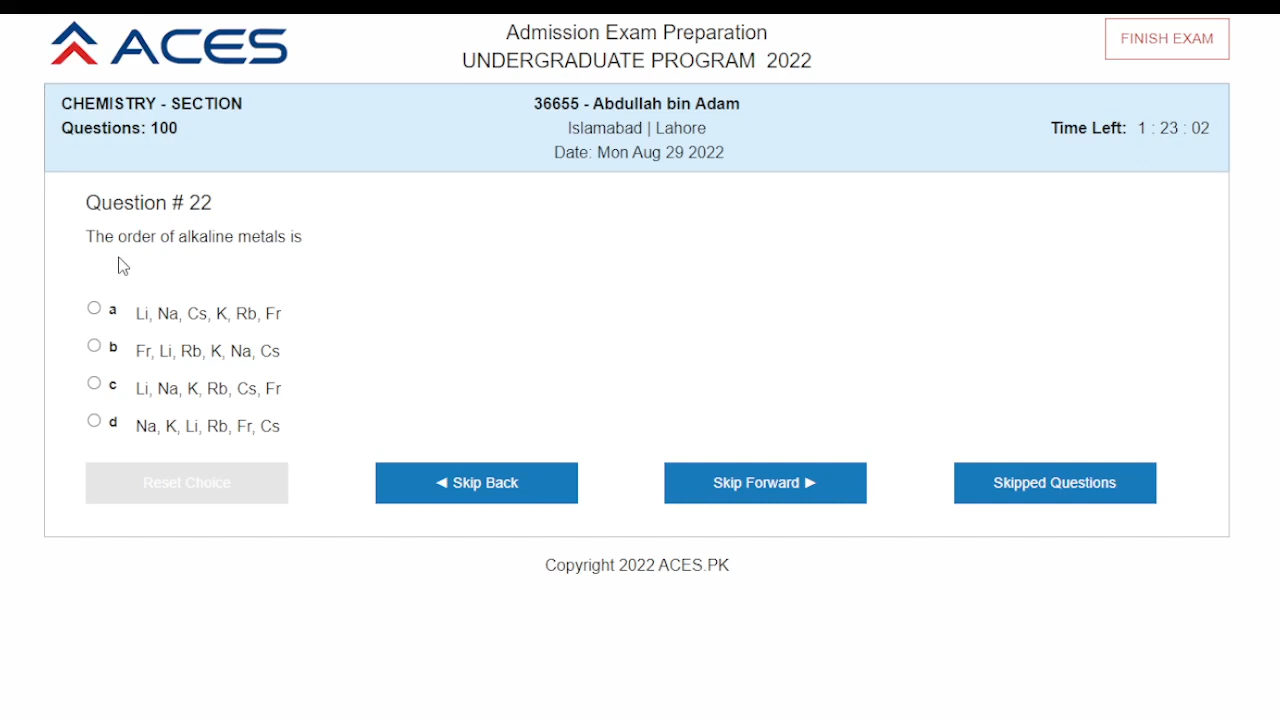 ACES
Admission Exam Preparation
UNDERGRADUATE PROGRAM 2022
FINISH EXAM
CHEMISTRY - SECTION
Questions: 100
36655 - Abdullah bin Adam
Islamabad | Lahore
Date: Mon Aug 29 2022
Time Left: 1 : 23 : 02
Question # 22
The order of alkaline metals is
a Li, Na, Cs, K, Rb, Fr
b Fr, Li, Rb, K, Na, Cs
c Li, Na, K, Rb, Cs, Fr
d Na, K, Li, Rb, Fr, Cs
Reset Choice
◄ Skip Back
Skip Forward ►
Skipped Questions
Copyright 2022 ACES.PK